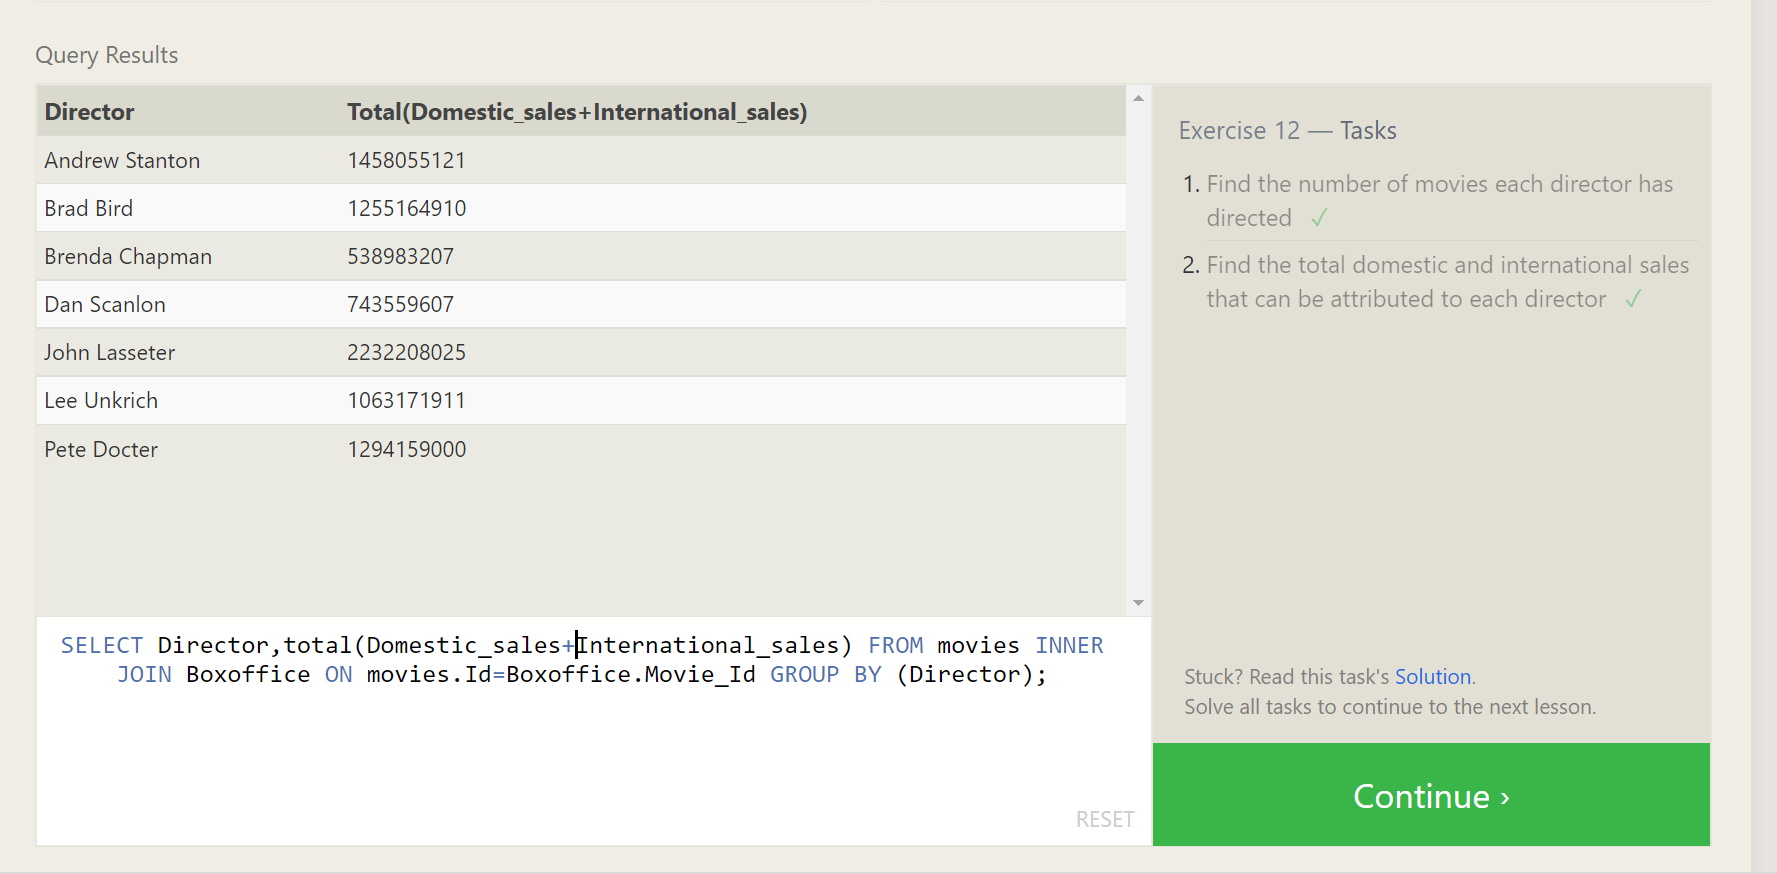 Query Results
Director Total(Domestic_sales+International_sales)
Andrew Stanton 1458055121
Brad Bird 1255164910
Brenda Chapman 538983207
Dan Scanlon 743559607
John Lasseter 2232208025
Lee Unkrich 1063171911
Pete Docter 1294159000
SELECT Director,total(Domestic_sales+International_sales) FROM movies INNER
JOIN Boxoffice ON movies.Id=Boxoffice.Movie_Id GROUP BY (Director);
RESET
Exercise 12 — Tasks
1. Find the number of movies each director has
directed ✓
2. Find the total domestic and international sales
that can be attributed to each director ✓
Stuck? Read this task's Solution.
Solve all tasks to continue to the next lesson.
Continue ›